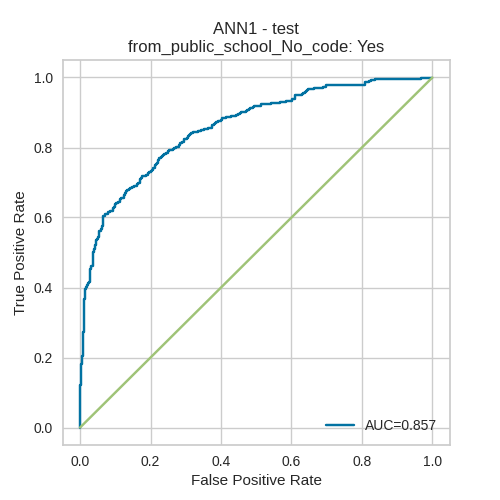 ANN1 - test
from_public_school_No_code: Yes
1.0
0.8
0.6
0.4
0.2
0.0
True Positive Rate
AUC=0.857
0.0 0.2 0.4 0.6 0.8 1.0
False Positive Rate